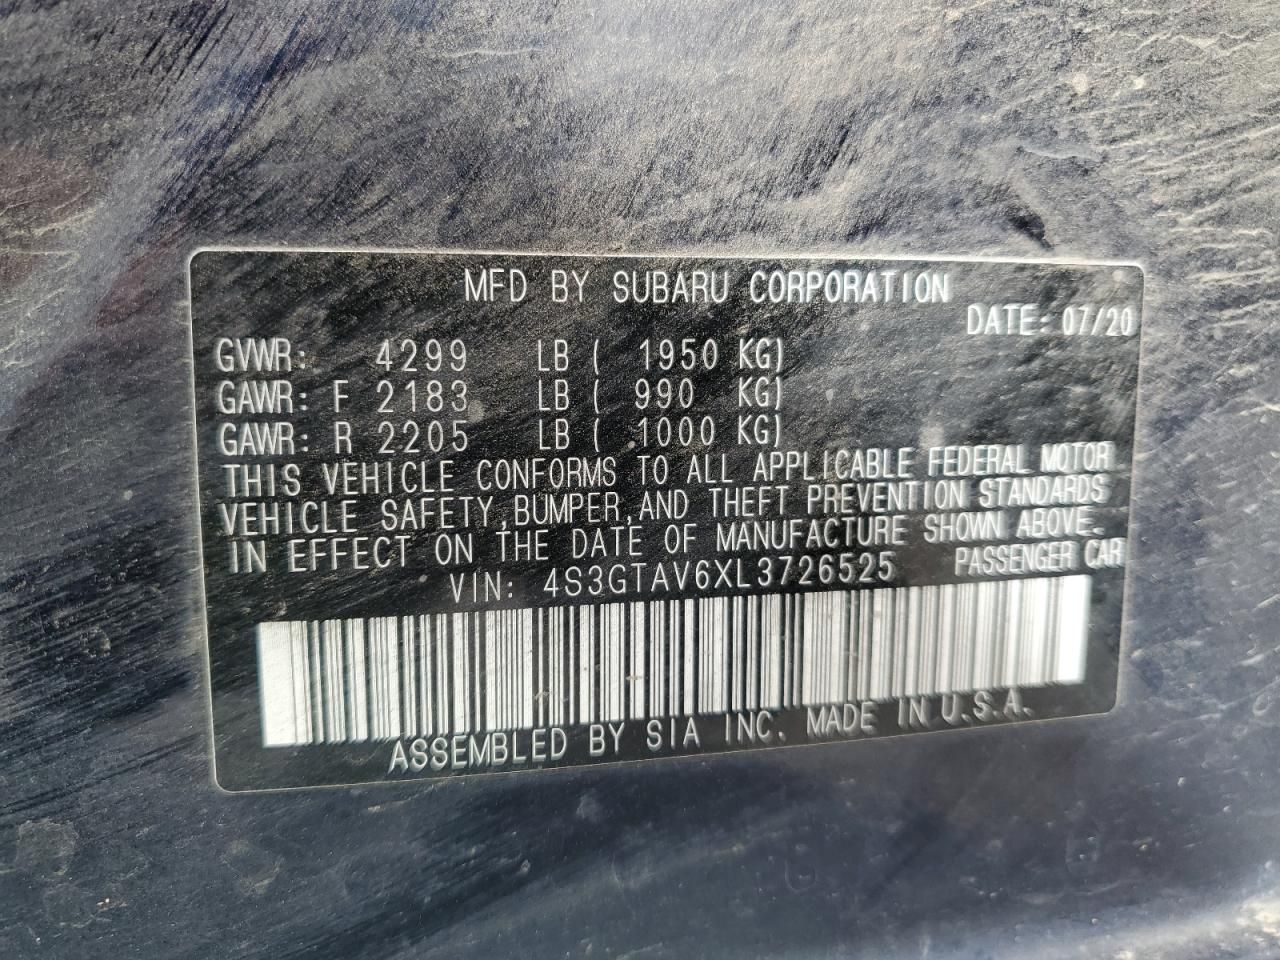 MFD BY SUBARU CORPORATION
DATE: 07/20
GVWR: 4299 LB ( 1950 KG)
GAWR: F 2183 LB ( 990 KG)
GAWR: R 2205 LB ( 1000 KG)
THIS VEHICLE CONFORMS TO ALL APPLICABLE FEDERAL MOTOR
VEHICLE SAFETY, BUMPER, AND THEFT PREVENTION STANDARDS
IN EFFECT ON THE DATE OF MANUFACTURE SHOWN ABOVE.
VIN: 4S3GTAV6XL3726525 PASSENGER CAR
ASSEMBLED BY SIA INC. MADE IN U.S.A.